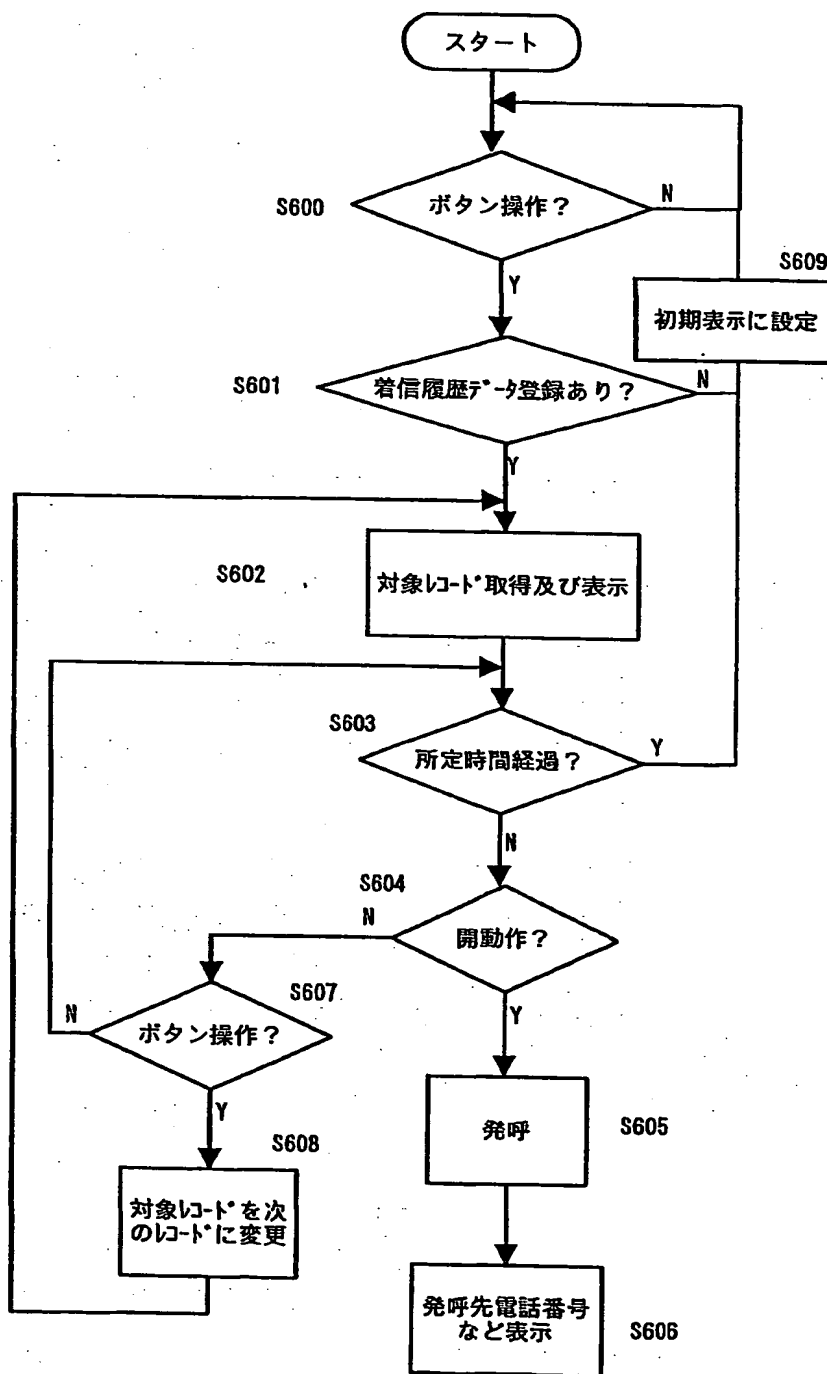 スタート
S600
ボタン操作？
N
Y
S609
初期表示に設定
S601
着信履歴ﾃﾞｰﾀ登録あり？
N
Y
S602
対象ﾚｺｰﾄﾞ取得及び表示
S603
所定時間経過？
Y
N
S604
N
開動作？
S607
N
ボタン操作？
Y
Y
発呼
S605
S608
対象ﾚｺｰﾄﾞを次
のﾚｺｰﾄﾞに変更
発呼先電話番号
など表示
S606